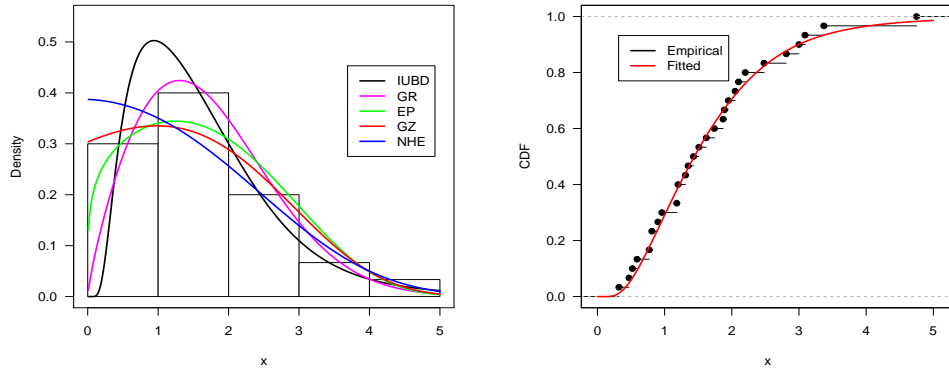 0.5
0.4
0.3
0.2
0.1
0.0
Density
0 1 2 3 4 5
x
IUBD
GR
EP
GZ
NHE
1.0
0.8
0.6
0.4
0.2
0.0
CDF
0 1 2 3 4 5
x
Empirical
Fitted